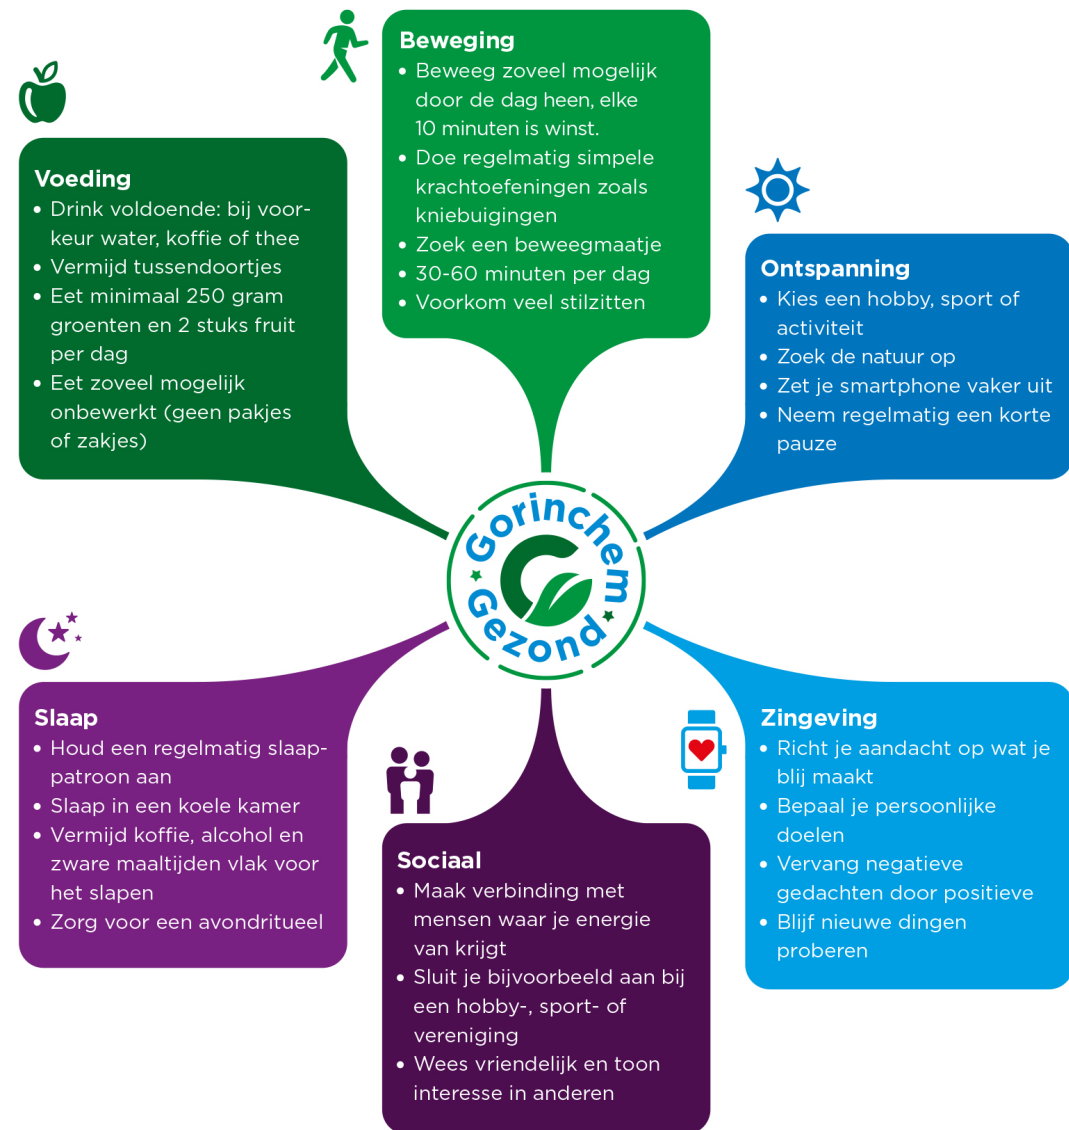 Beweging
• Beweeg zoveel mogelijk
door de dag heen, elke
10 minuten is winst.
• Doe regelmatig simpele
krachtoefeningen zoals
kniebuigingen
• Zoek een beweegmaatje
• 30-60 minuten per dag
• Voorkom veel stilzitten
Voeding
• Drink voldoende: bij voor-
keur water, koffie of thee
• Vermijd tussendoortjes
• Eet minimaal 250 gram
groenten en 2 stuks fruit
per dag
• Eet zoveel mogelijk
onbewerkt (geen pakjes
of zakjes)
Ontspanning
• Kies een hobby, sport of
activiteit
• Zoek de natuur op
• Zet je smartphone vaker uit
• Neem regelmatig een korte
pauze
Gorinchem
Gezond
Slaap
• Houd een regelmatig slaap-
patroon aan
• Slaap in een koele kamer
• Vermijd koffie, alcohol en
zware maaltijden vlak voor
het slapen
• Zorg voor een avondritueel
Sociaal
• Maak verbinding met
mensen waar je energie
van krijgt
• Sluit je bijvoorbeeld aan bij
een hobby-, sport- of
vereniging
• Wees vriendelijk en toon
interesse in anderen
Zingeving
• Richt je aandacht op wat je
blij maakt
• Bepaal je persoonlijke
doelen
• Vervang negatieve
gedachten door positieve
• Blijf nieuwe dingen
proberen